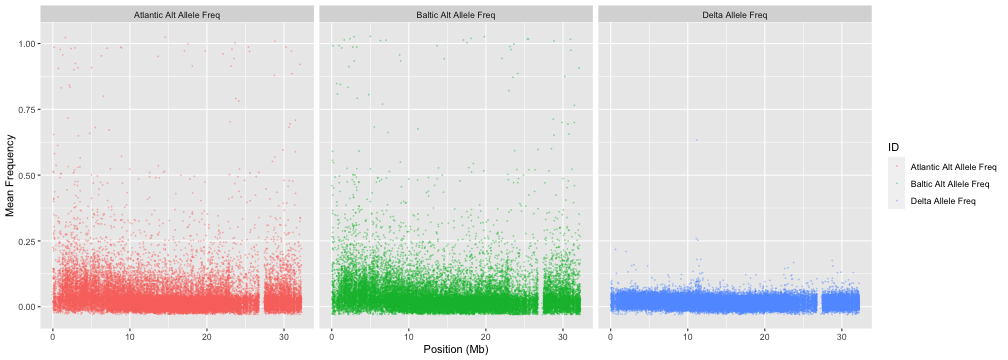 Atlantic Alt Allele Freq
Baltic Alt Allele Freq
Delta Allele Freq
1.00
0.75
0.50
0.25
0.00
Mean Frequency
0 10 20 30
0 10 20 30
0 10 20 30
Position (Mb)
ID
Atlantic Alt Allele Freq
Baltic Alt Allele Freq
Delta Allele Freq